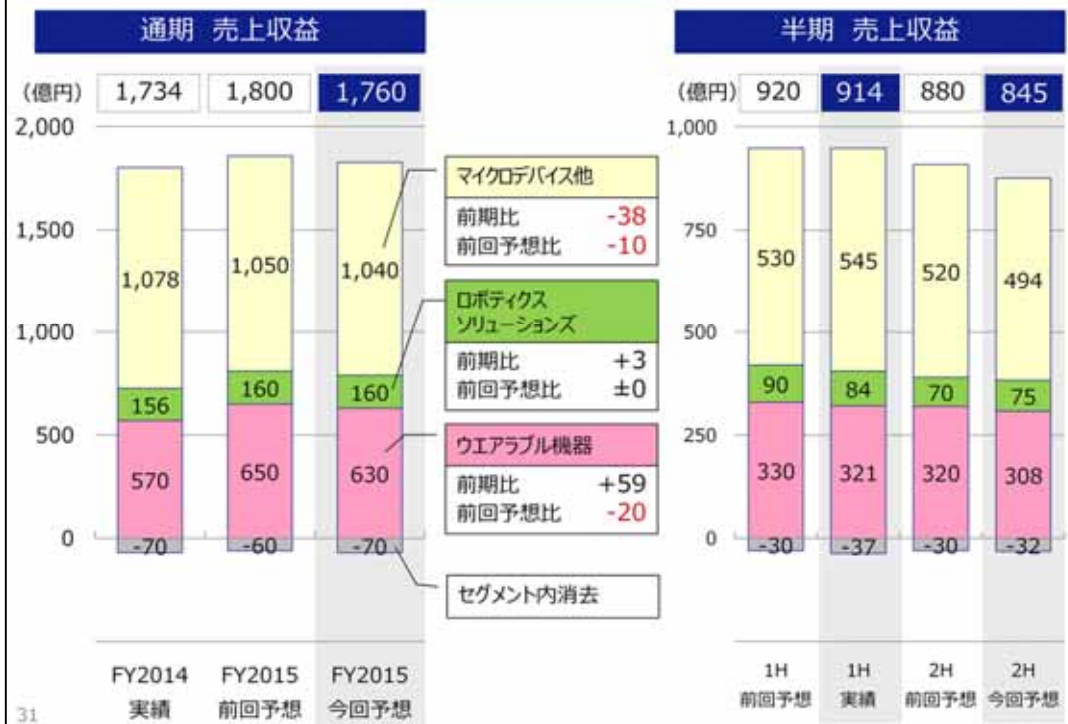 通期 売上収益
(億円) 1,734 1,800 1,760
2,000
1,500
1,000
500
0
1,078 1,050 1,040
156 160 160
570 650 630
-70 -60 -70
FY2014 FY2015 FY2015
実績 前回予想 今回予想
マイクロデバイス他
前期比 -38
前回予想比 -10
ロボティクス
ソリューションズ
前期比 +3
前回予想比 ±0
ウエアラブル機器
前期比 +59
前回予想比 -20
セグメント内消去
半期 売上収益
(億円) 920 914 880 845
1,000
750
500
250
0
530 545 520 494
90 84 70 75
330 321 320 308
-30 -37 -30 -32
1H 1H 2H 2H
前回予想 実績 前回予想 今回予想
31